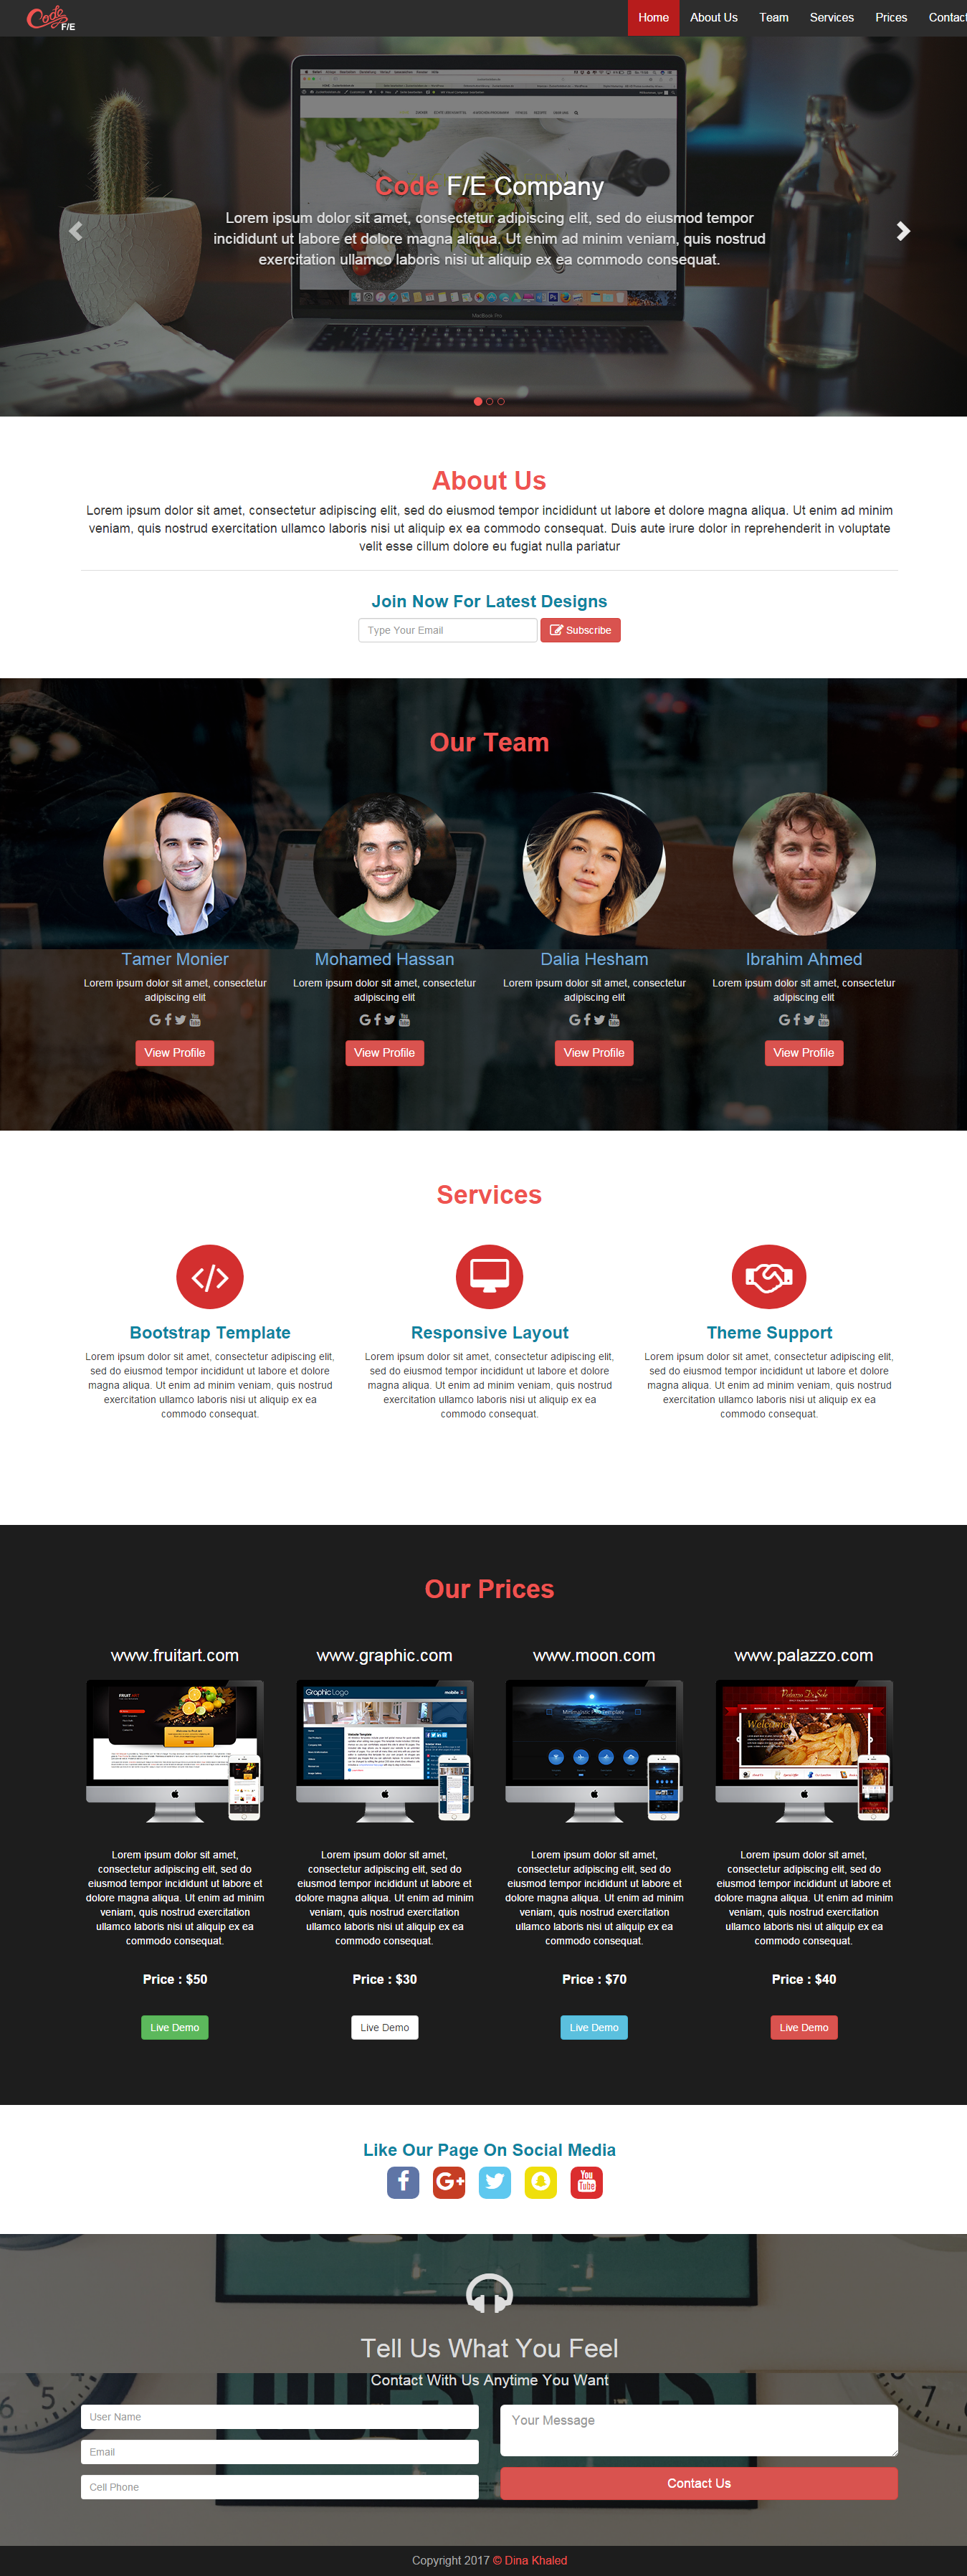 Code F/E
Home About Us Team Services Prices Contact
Code F/E Company
Lorem ipsum dolor sit amet, consectetur adipiscing elit, sed do eiusmod tempor
incididunt ut labore et dolore magna aliqua. Ut enim ad minim veniam, quis nostrud
exercitation ullamco laboris nisi ut aliquip ex ea commodo consequat.
MacBook Pro
About Us
Lorem ipsum dolor sit amet, consectetur adipiscing elit, sed do eiusmod tempor incididunt ut labore et dolore magna aliqua. Ut enim ad minim
veniam, quis nostrud exercitation ullamco laboris nisi ut aliquip ex ea commodo consequat. Duis aute irure dolor in reprehenderit in voluptate
velit esse cillum dolore eu fugiat nulla pariatur
Join Now For Latest Designs
Type Your Email
Subscribe
Our Team
Tamer Monier
Lorem ipsum dolor sit amet, consectetur
adipiscing elit
View Profile
Mohamed Hassan
Lorem ipsum dolor sit amet, consectetur
adipiscing elit
View Profile
Dalia Hesham
Lorem ipsum dolor sit amet, consectetur
adipiscing elit
View Profile
Ibrahim Ahmed
Lorem ipsum dolor sit amet, consectetur
adipiscing elit
View Profile
Services
Bootstrap Template
Lorem ipsum dolor sit amet, consectetur adipiscing elit,
sed do eiusmod tempor incididunt ut labore et dolore
magna aliqua. Ut enim ad minim veniam, quis nostrud
exercitation ullamco laboris nisi ut aliquip ex ea
commodo consequat.
Responsive Layout
Lorem ipsum dolor sit amet, consectetur adipiscing elit,
sed do eiusmod tempor incididunt ut labore et dolore
magna aliqua. Ut enim ad minim veniam, quis nostrud
exercitation ullamco laboris nisi ut aliquip ex ea
commodo consequat.
Theme Support
Lorem ipsum dolor sit amet, consectetur adipiscing elit,
sed do eiusmod tempor incididunt ut labore et dolore
magna aliqua. Ut enim ad minim veniam, quis nostrud
exercitation ullamco laboris nisi ut aliquip ex ea
commodo consequat.
Our Prices
www.fruitart.com
Lorem ipsum dolor sit amet,
consectetur adipiscing elit, sed do
eiusmod tempor incididunt ut labore et
dolore magna aliqua. Ut enim ad minim
veniam, quis nostrud exercitation
ullamco laboris nisi ut aliquip ex ea
commodo consequat.
Price : $50
Live Demo
www.graphic.com
Graphic Logo
mobile
Lorem ipsum dolor sit amet,
consectetur adipiscing elit, sed do
eiusmod tempor incididunt ut labore et
dolore magna aliqua. Ut enim ad minim
veniam, quis nostrud exercitation
ullamco laboris nisi ut aliquip ex ea
commodo consequat.
Price : $30
Live Demo
www.moon.com
Lorem ipsum dolor sit amet,
consectetur adipiscing elit, sed do
eiusmod tempor incididunt ut labore et
dolore magna aliqua. Ut enim ad minim
veniam, quis nostrud exercitation
ullamco laboris nisi ut aliquip ex ea
commodo consequat.
Price : $70
Live Demo
www.palazzo.com
Welcome
Lorem ipsum dolor sit amet,
consectetur adipiscing elit, sed do
eiusmod tempor incididunt ut labore et
dolore magna aliqua. Ut enim ad minim
veniam, quis nostrud exercitation
ullamco laboris nisi ut aliquip ex ea
commodo consequat.
Price : $40
Live Demo
Like Our Page On Social Media
You Tube
Tell Us What You Feel
Contact With Us Anytime You Want
User Name
Email
Cell Phone
Your Message
Contact Us
Copyright 2017 © Dina Khaled